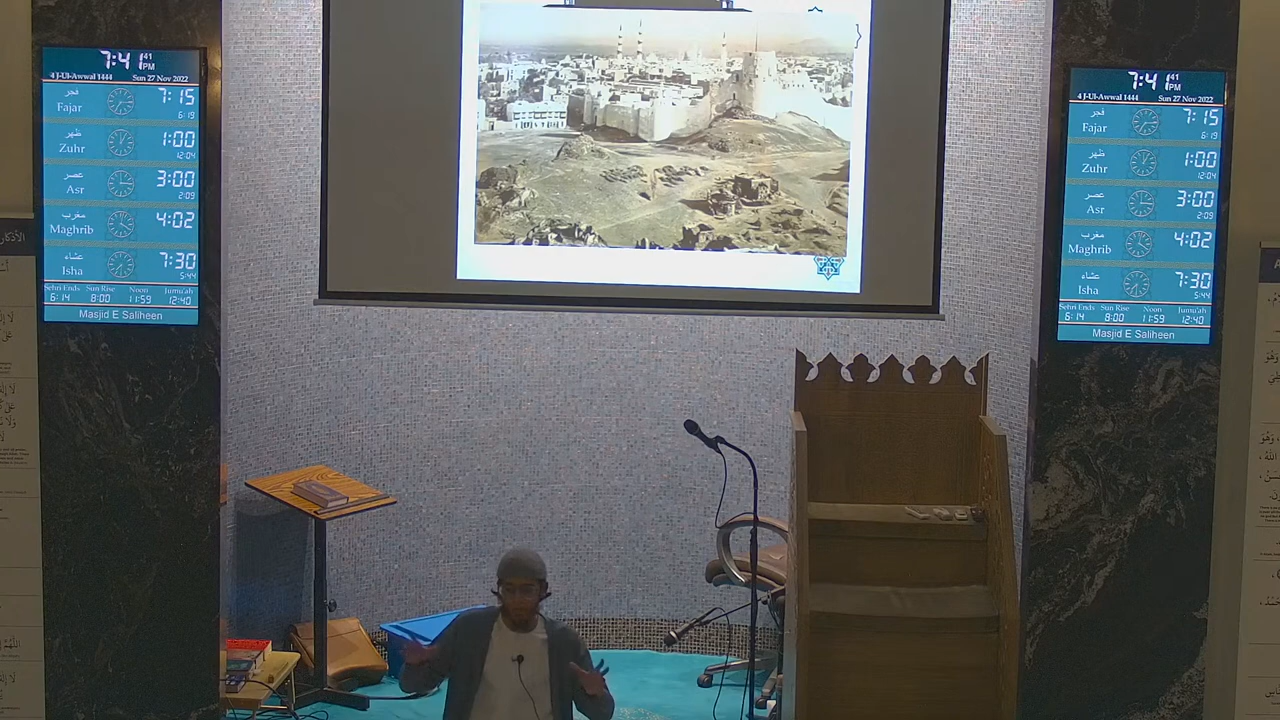 7:41 41 PM
4 J-Ul-Awwal 1444 Sun 27 Nov 2022
فجر
Fajar 7:15
6:19
ظهر
Zuhr 1:00
12:04
عصر
Asr 3:00
2:09
مغرب
Maghrib 4:02
عشاء
Isha 7:30
5:44
Sehri Ends Sun Rise Noon Jumu'ah
6:14 8:00 11:59 12:40
Masjid E Saliheen
7:41 41 PM
4 J-Ul-Awwal 1444 Sun 27 Nov 2022
فجر
Fajar 7:15
6:19
ظهر
Zuhr 1:00
12:04
عصر
Asr 3:00
2:09
مغرب
Maghrib 4:02
عشاء
Isha 7:30
5:44
Sehri Ends Sun Rise Noon Jumu'ah
6:14 8:00 11:59 12:40
Masjid E Saliheen